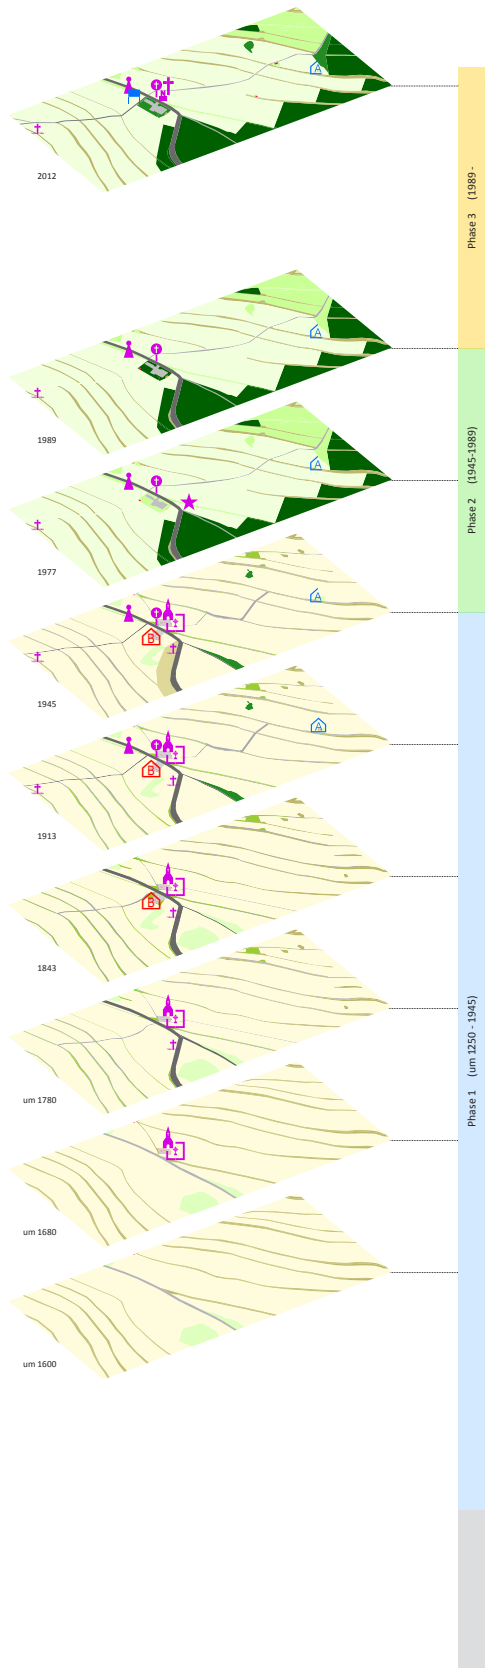 A
2012
Phase 3 (1989 -
A
1989
A
1977
Phase 2 (1945-1989)
A
B
1945
A
B
1913
B
1843
um 1780
Phase 1 (um 1250 - 1945)
um 1680
um 1600